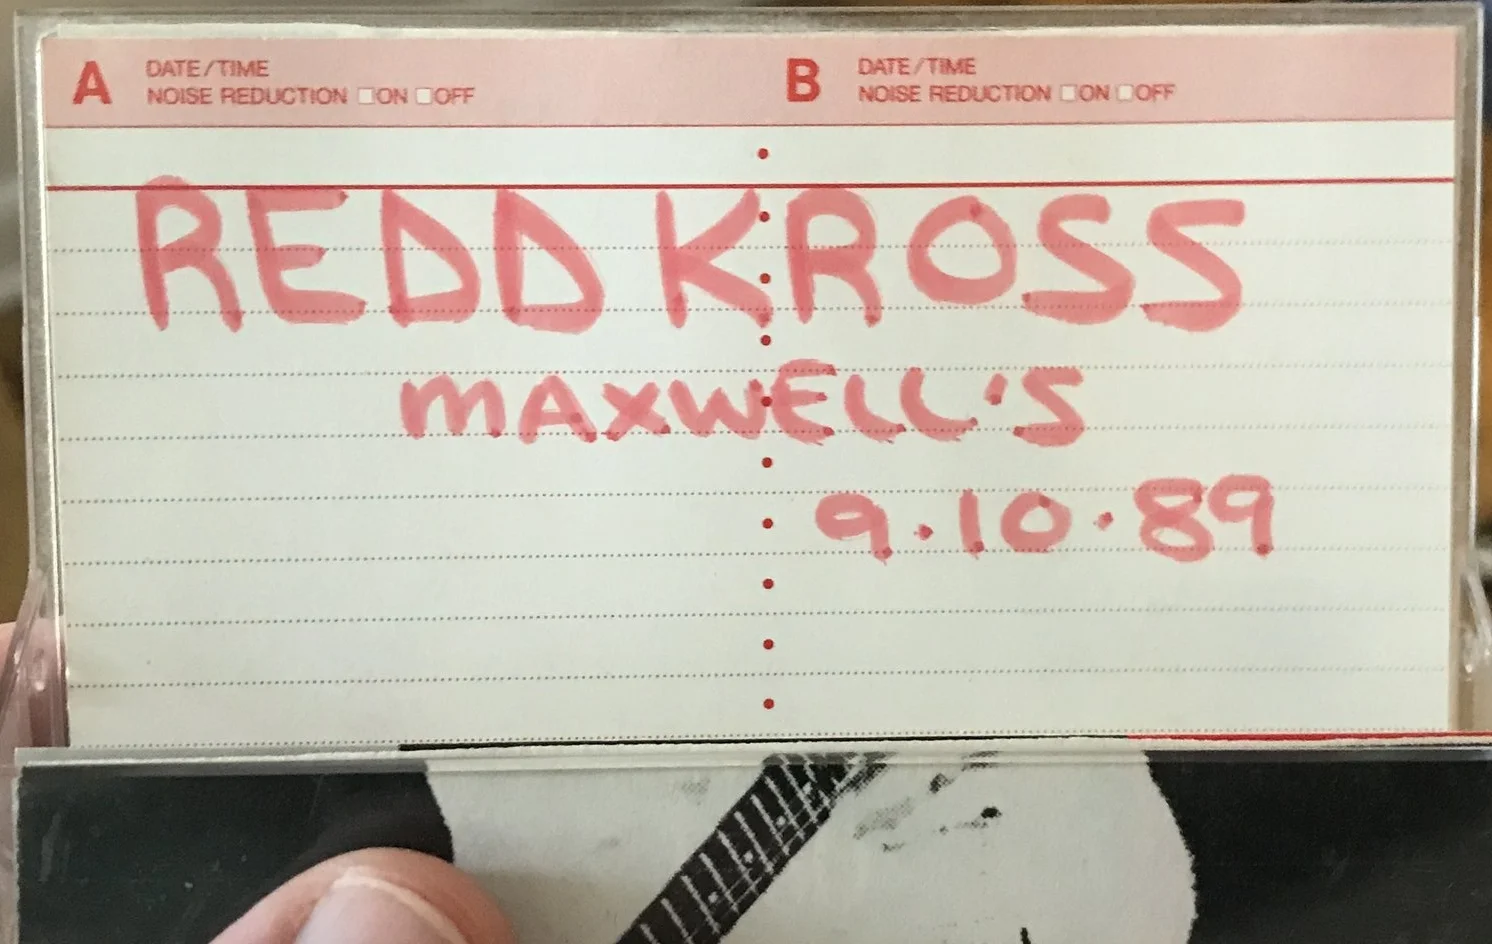 A DATE/TIME
NOISE REDUCTION ☐ON ☐OFF
B DATE/TIME
NOISE REDUCTION ☐ON ☐OFF
REDD KROSS
MAXWELL'S
9.10.89